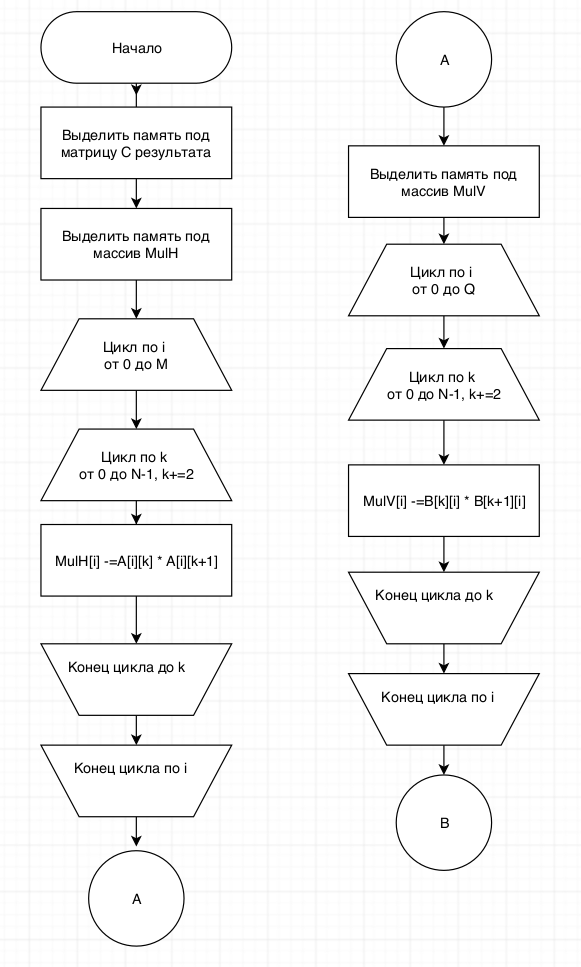 Начало
Выделить память под
матрицу C результата
Выделить память под
массив MulH
Цикл по i
от 0 до M
Цикл по k
от 0 до N-1, k+=2
MulH[i] -=A[i][k] * A[i][k+1]
Конец цикла до k
Конец цикла по i
A
A
Выделить память под
массив MulV
Цикл по i
от 0 до Q
Цикл по k
от 0 до N-1, k+=2
MulV[i] -=B[k][i] * B[k+1][i]
Конец цикла до k
Конец цикла по i
B